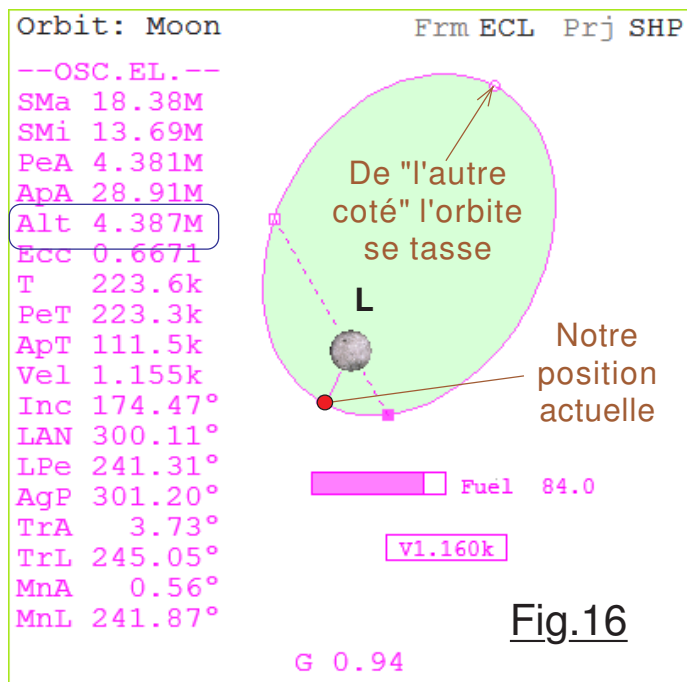 Orbit: Moon Frm ECL Prj SHP
--OSC.EL.--
SMa 18.38M
SMi 13.69M
PeA 4.381M
ApA 28.91M
Alt 4.387M
Ecc 0.6671
T 223.6k
PeT 223.3k
ApT 111.5k
Vel 1.155k
Inc 174.47°
LAN 300.11°
LPe 241.31°
AgP 301.20°
TrA 3.73°
TrL 245.05°
MnA 0.56°
MnL 241.87°
De "l'autre
coté" l'orbite
se tasse
L
Notre
position
actuelle
Fuel 84.0
V1.160k
Fig.16
G 0.94